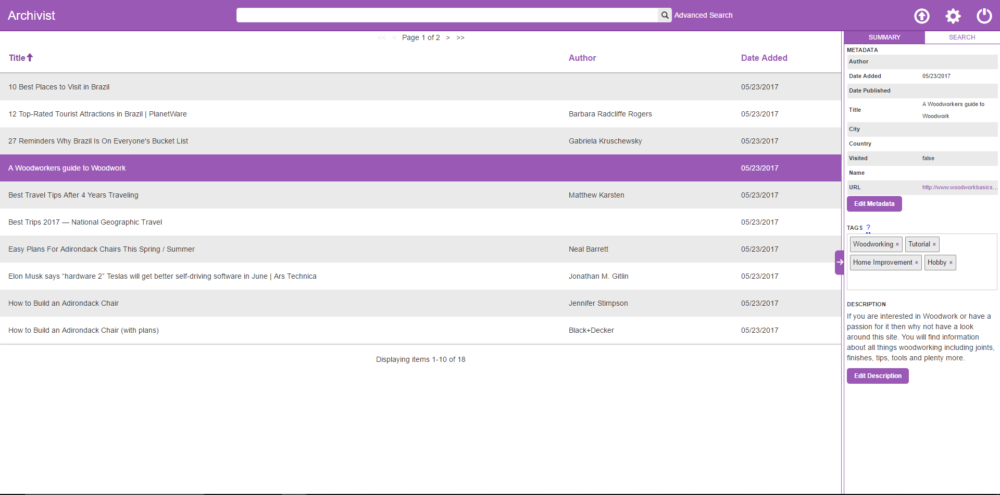 Archivist
Advanced Search
<< < Page 1 of 2 > >>
Title Author Date Added
10 Best Places to Visit in Brazil 05/23/2017
12 Top-Rated Tourist Attractions in Brazil | PlanetWare Barbara Radcliffe Rogers 05/23/2017
27 Reminders Why Brazil Is On Everyone's Bucket List Gabriela Kruschewsky 05/23/2017
A Woodworkers guide to Woodwork 05/23/2017
Best Travel Tips After 4 Years Traveling Matthew Karsten 05/23/2017
Best Trips 2017 — National Geographic Travel 05/23/2017
Easy Plans For Adirondack Chairs This Spring / Summer Neal Barrett 05/23/2017
Elon Musk says “hardware 2” Teslas will get better self-driving software in June | Ars Technica Jonathan M. Gitlin 05/23/2017
How to Build an Adirondack Chair Jennifer Stimpson 05/23/2017
How to Build an Adirondack Chair (with plans) Black+Decker 05/23/2017
Displaying items 1-10 of 18
SUMMARY SEARCH
METADATA
Author
Date Added 05/23/2017
Date Published
Title A Woodworkers guide to
Woodwork
City
Country
Visited false
Name
URL http://www.woodworkbasics...
Edit Metadata
TAGS ?
Woodworking × Tutorial ×
Home Improvement × Hobby ×
DESCRIPTION
If you are interested in Woodwork or have a
passion for it then why not have a look
around this site. You will find information
about all things woodworking including joints,
finishes, tips, tools and plenty more.
Edit Description